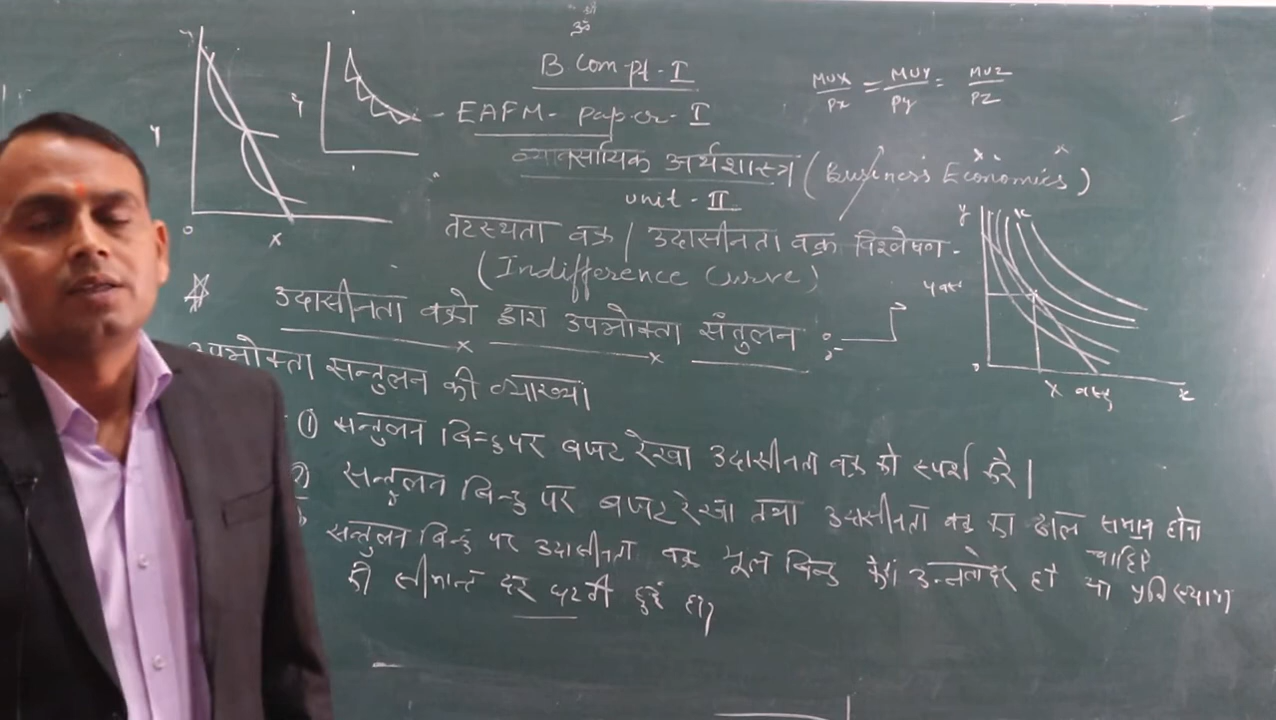 ॐ
B Com pt-I
EAFM- paper-I
व्यावसायिक अर्थशास्त्र (Business Economics)
unit-II
तटस्थता वक्र / उदासीनता वक्र विश्लेषण-
(Indifference Curve)
उदासीनता वक्रो द्वारा उपभोक्ता संतुलन :-
उपभोक्ता सन्तुलन की व्याख्या
① सन्तुलन बिन्दु पर बजट रेखा उदासीनता वक्र को स्पर्श करे।
② सन्तुलन बिन्दु पर बजट रेखा तथा उदासीनता वक्र का ढाल समान होना चाहिए
सन्तुलन बिन्दु पर उदासीनता वक्र मूल बिन्दु उन्नतोदर हो या प्रतिस्थापन
की सीमान्त दर घटती हुई हो,
MUX/PX = MUY/PY = MUZ/PZ
Y
O
X
Y
Y
X
O
X वस्तु
X